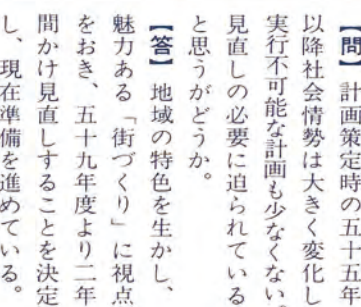 【問】 計画策定時の五十五年
以降社会情勢は大きく変化し
実行不可能な計画も少なくない。
見直しの必要に迫られている
と思うがどうか。
【答】 地域の特色を生かし、
魅力ある「街づくり」に視点
をおき、五十九年度より二年
間かけ見直しすることを決定
し、現在準備を進めている。